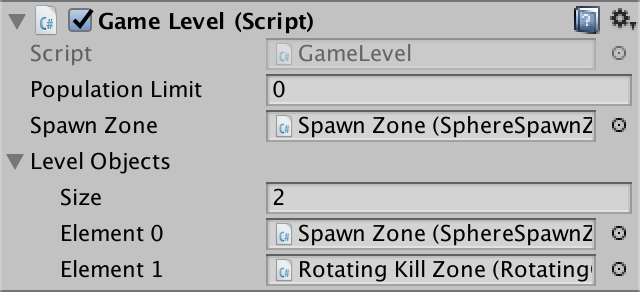 Game Level (Script)
Script GameLevel
Population Limit 0
Spawn Zone Spawn Zone (SphereSpawnZ
Level Objects
Size 2
Element 0 Spawn Zone (SphereSpawnZ
Element 1 Rotating Kill Zone (Rotating